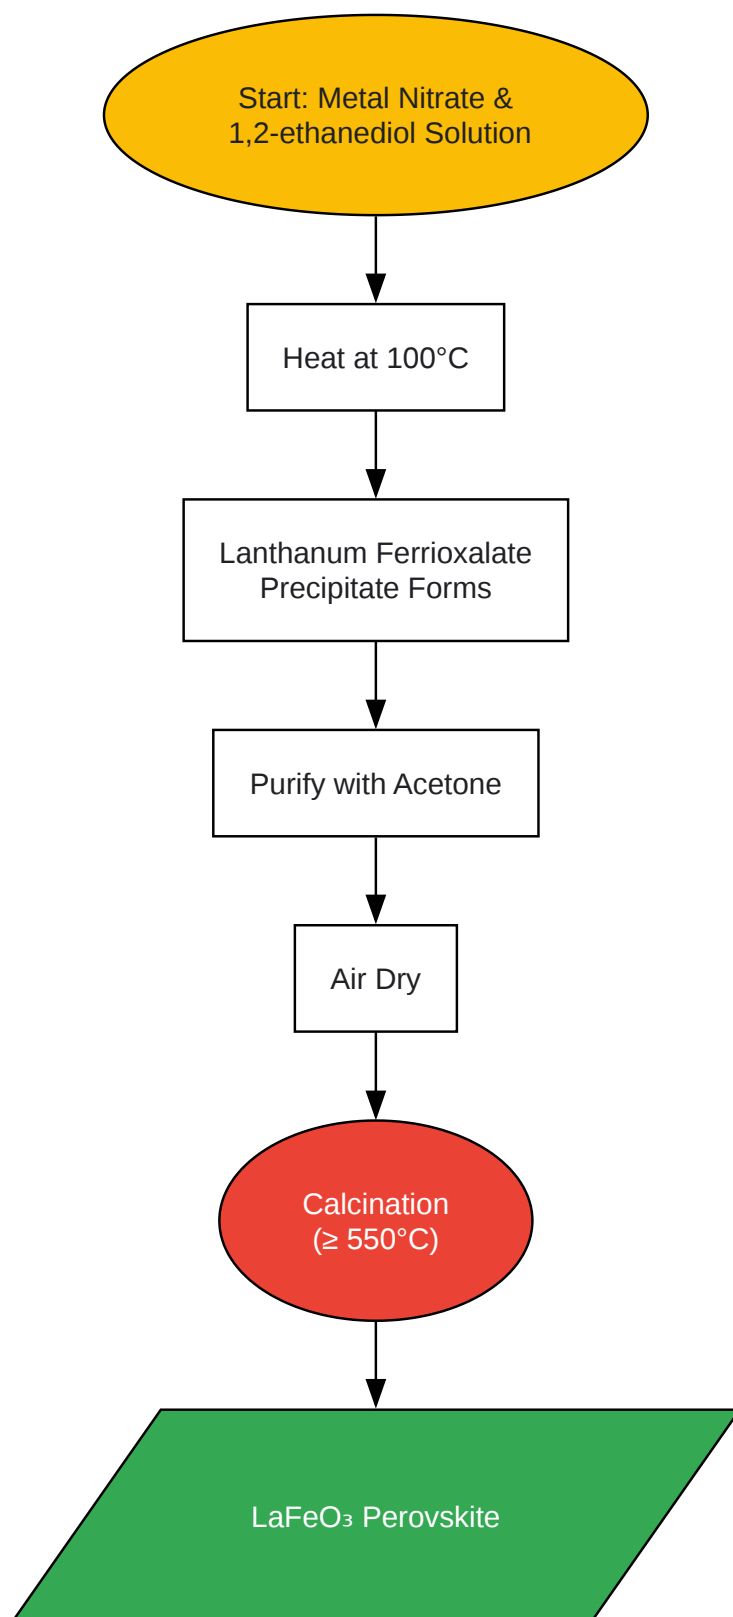 Start: Metal Nitrate &
1,2-ethanediol Solution
Heat at 100°C
Lanthanum Ferrioxalate
Precipitate Forms
Purify with Acetone
Air Dry
Calcination
(≥ 550°C)
LaFeO₃ Perovskite